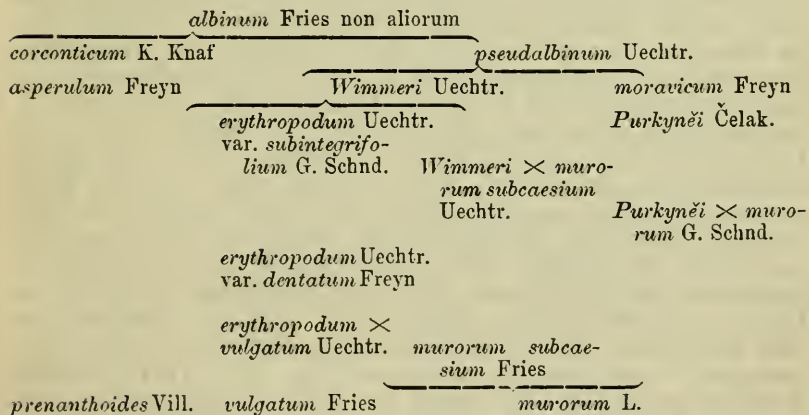 albinum Fries non aliorum
corconticum K. Knaf pseudalbinum Uechtr.
asperulum Freyn Wimmeri Uechtr. moravicum Freyn
erythropodum Uechtr. Purkyněi Čelak.
var. subintegrifo-
lium G. Schnd. Wimmeri × muro-
rum subcaesium
Uechtr. Purkyněi × muro-
rum G. Schnd.
erythropodum Uechtr.
var. dentatum Freyn
erythropodum ×
vulgatum Uechtr. murorum subcae-
sium Fries
prenanthoides Vill. vulgatum Fries murorum L.